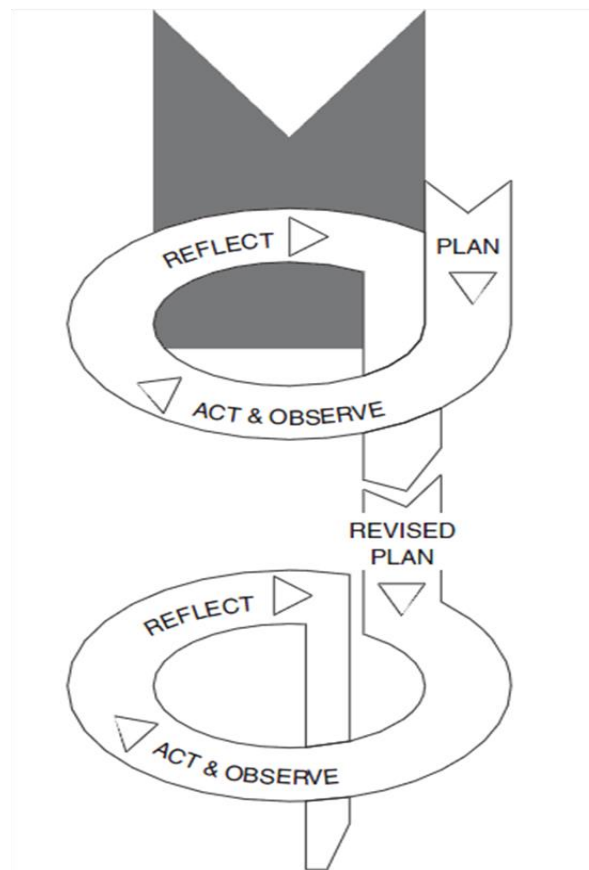 REFLECT
PLAN
ACT & OBSERVE
REVISED
PLAN
REFLECT
ACT & OBSERVE